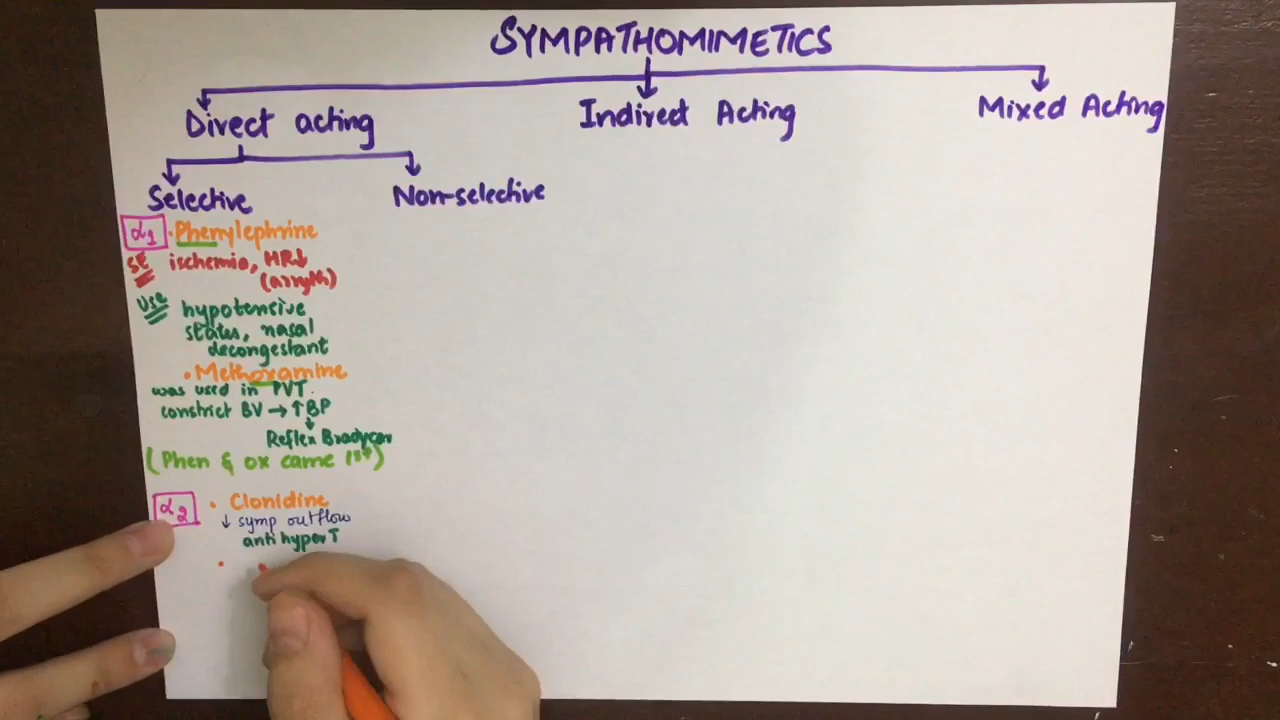 SYMPATHOMIMETICS
Direct acting
Indirect Acting
Mixed Acting
Selective
Non-selective
α1 · Phenylephrine
SE ischemia, HR↓
(arryth)
Use hypotensive
states, nasal
decongestant
· Methoxamine
was used in PVT.
constrict BV → ↑BP
↓
Reflex Bradycar
(Phen & ox came 1st)
α2 · Clonidine
↓ symp outflow
anti hyperT